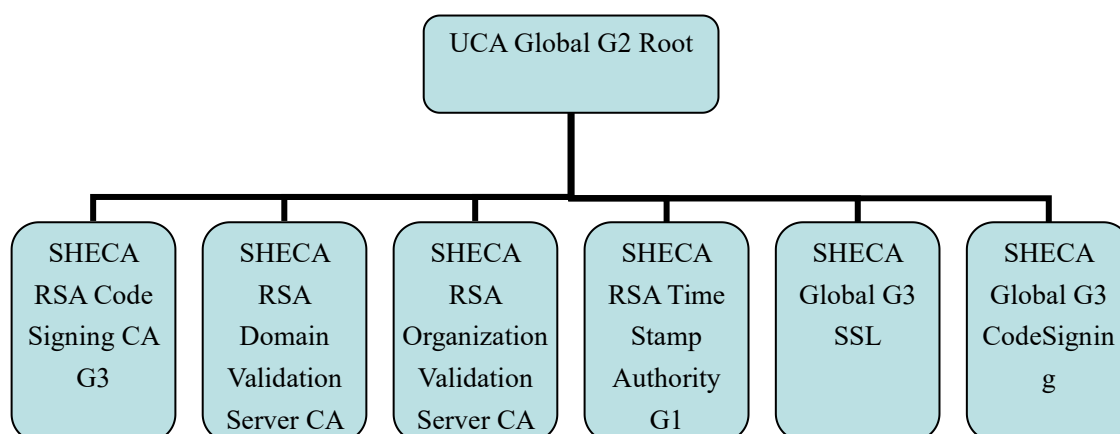 UCA Global G2 Root
SHECA
RSA Code
Signing CA
G3
SHECA
RSA
Domain
Validation
Server CA
SHECA
RSA
Organization
Validation
Server CA
SHECA
RSA Time
Stamp
Authority
G1
SHECA
Global G3
SSL
SHECA
Global G3
CodeSignin
g